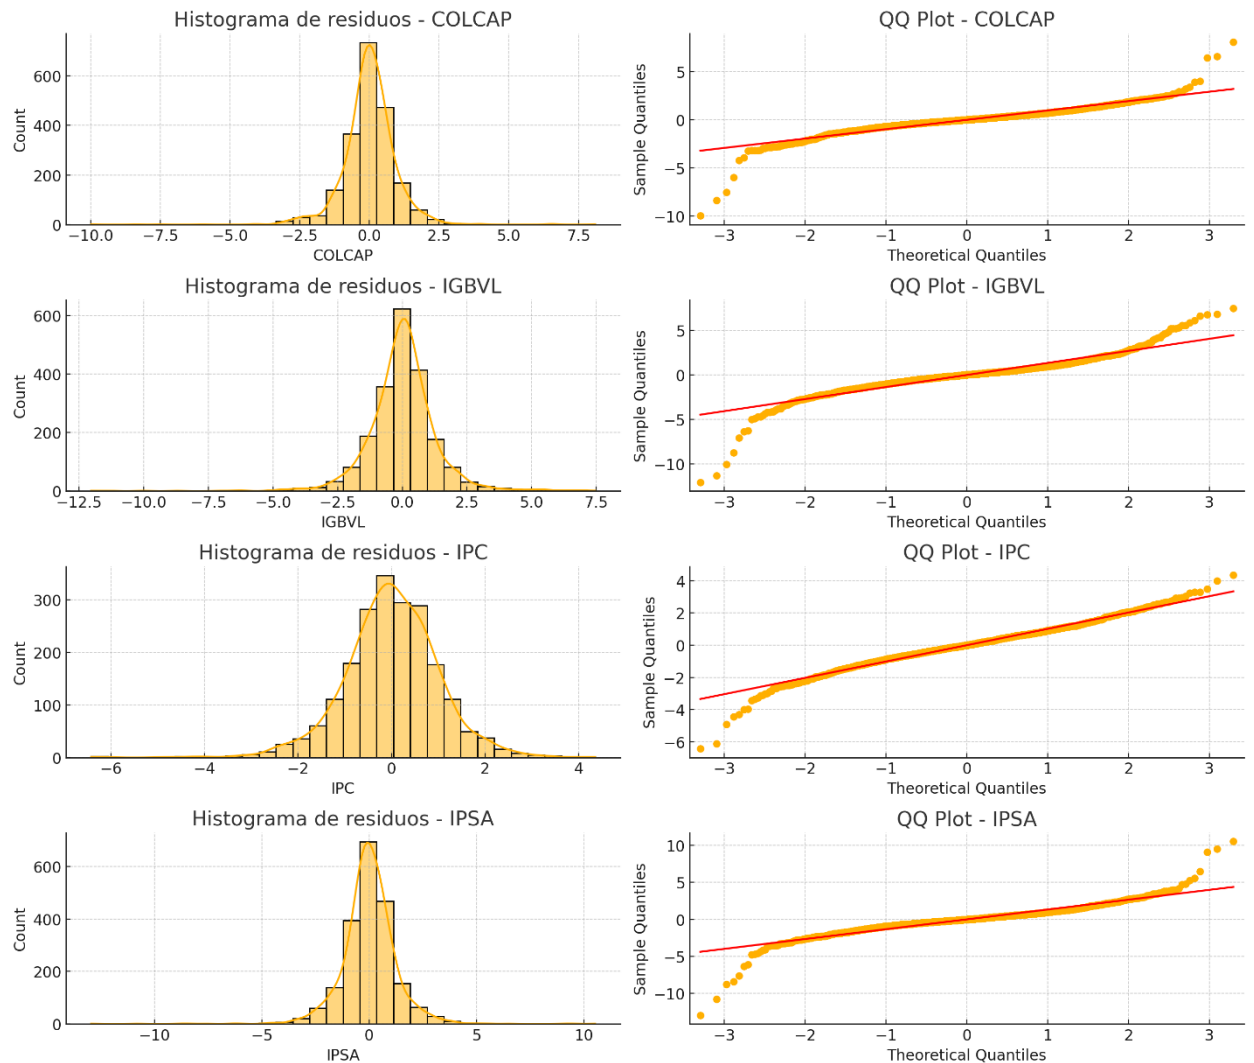 Histograma de residuos - COLCAP
600
400
200
0
Count
−10.0 −7.5 −5.0 −2.5 0.0 2.5 5.0 7.5
COLCAP
QQ Plot - COLCAP
5
0
−5
−10
Sample Quantiles
−3 −2 −1 0 1 2 3
Theoretical Quantiles
Histograma de residuos - IGBVL
600
400
200
0
Count
−12.5 −10.0 −7.5 −5.0 −2.5 0.0 2.5 5.0 7.5
IGBVL
QQ Plot - IGBVL
5
0
−5
−10
Sample Quantiles
−3 −2 −1 0 1 2 3
Theoretical Quantiles
Histograma de residuos - IPC
300
200
100
0
Count
−6 −4 −2 0 2 4
IPC
QQ Plot - IPC
4
2
0
−2
−4
−6
Sample Quantiles
−3 −2 −1 0 1 2 3
Theoretical Quantiles
Histograma de residuos - IPSA
600
400
200
0
Count
−10 −5 0 5 10
IPSA
QQ Plot - IPSA
10
5
0
−5
−10
Sample Quantiles
−3 −2 −1 0 1 2 3
Theoretical Quantiles